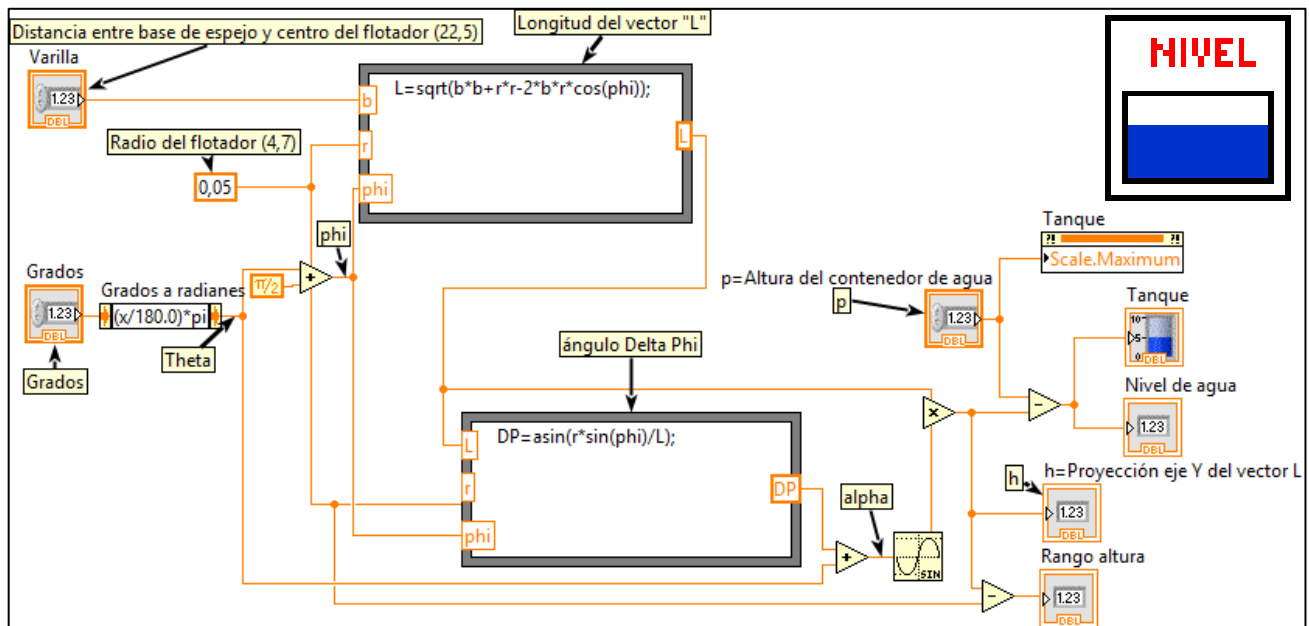 Distancia entre base de espejo y centro del flotador (22,5)
Longitud del vector "L"
NIVEL
Varilla
1.23
DBL
L=sqrt(b*b+r*r-2*b*r*cos(phi));
b
r
phi
L
Radio del flotador (4,7)
0,05
phi
Grados
1.23
DBL
Grados
Grados a radianes
(x/180.0)*pi
Theta
π/2
+
Tanque
?!
?!
Scale.Maximum
p=Altura del contenedor de agua
p
1.23
DBL
Tanque
10-
5-
0-
DBL
Nivel de agua
1.23
DBL
ángulo Delta Phi
DP=asin(r*sin(phi)/L);
L
r
phi
DP
x
-
alpha
+
SIN
h
h=Proyección eje Y del vector L
1.23
DBL
Rango altura
-
1.23
DBL